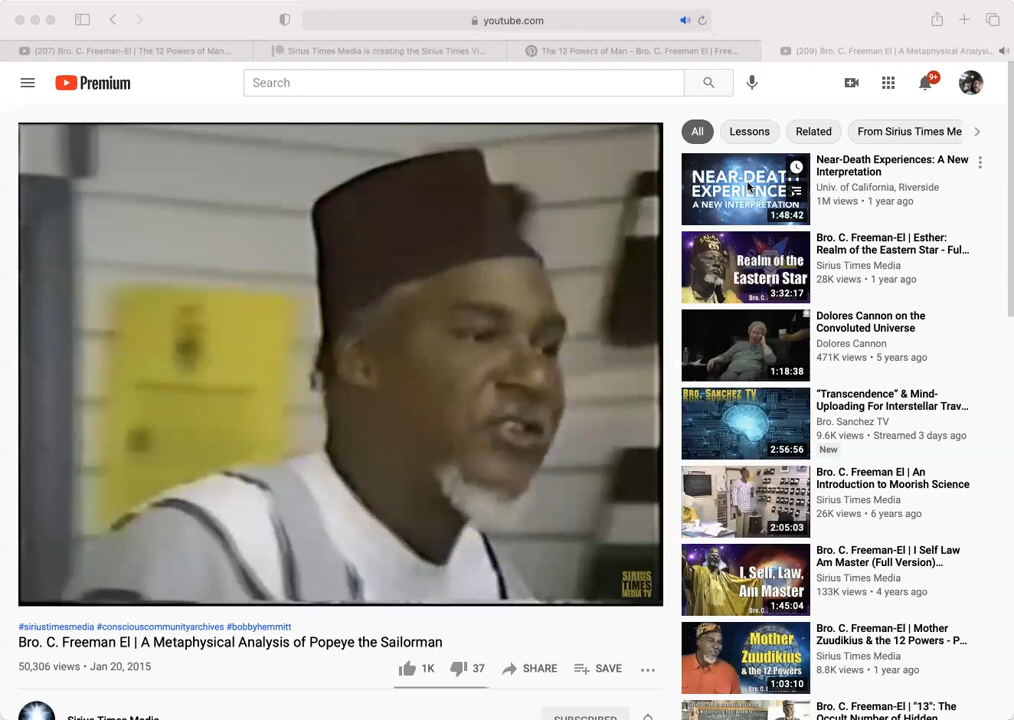 youtube.com
(207) Bro. C. Freeman-El | The 12 Powers of Man...
Sirius Times Media is creating the Sirius Times Vi...
The 12 Powers of Man - Bro. C. Freeman El | Free...
(209) Bro. C. Freeman El | A Metaphysical Analysi...
Premium
Search
9+
All
Lessons
Related
From Sirius Times Me
NEAR-DEATH
EXPERIENCES
A NEW INTERPRETATION
1:48:42
Near-Death Experiences: A New
Interpretation
Univ. of California, Riverside
1M views • 1 year ago
Realm of the
Eastern Star
Bro. C.
3:32:17
Bro. C. Freeman-El | Esther:
Realm of the Eastern Star - Ful...
Sirius Times Media
28K views • 1 year ago
1:18:38
Dolores Cannon on the
Convoluted Universe
Dolores Cannon
471K views • 5 years ago
BRO. SANCHEZ TV
2:56:56
“Transcendence” & Mind-
Uploading For Interstellar Trav...
Bro. Sanchez TV
9.6K views • Streamed 3 days ago
New
2:05:03
Bro. C. Freeman El | An
Introduction to Moorish Science
Sirius Times Media
26K views • 6 years ago
I, Self, Law,
Am Master
1:45:04
Bro. C. Freeman-El | I Self Law
Am Master (Full Version)...
Sirius Times Media
133K views • 4 years ago
Mother
Zuudikius
& the 12 Powers
Bro. C.
1:03:10
Bro. C. Freeman-El | Mother
Zuudikius & the 12 Powers - P...
Sirius Times Media
8.8K views • 1 year ago
Bro. C. Freeman-El | "13": The
Occult Number of Hidden
SIRIUS
TIMES
MEDIA TV
#siriustimesmedia #consciouscommunityarchives #bobbyhemmitt
Bro. C. Freeman El | A Metaphysical Analysis of Popeye the Sailorman
50,306 views • Jan 20, 2015
1K
37
SHARE
SAVE
Sirius Times Media
SUBSCRIBED